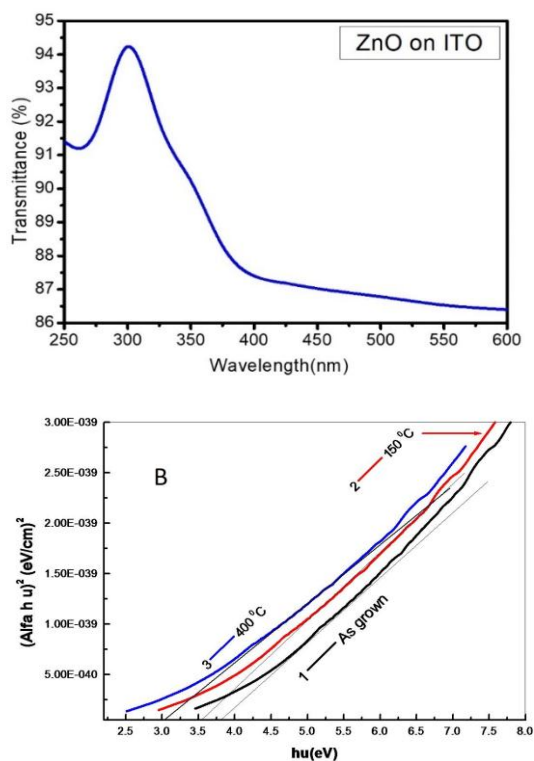 ZnO on ITO
95
94
93
92
91
90
89
88
87
86
Transmittance (%)
250 300 350 400 450 500 550 600
Wavelength(nm)
B
3.00E-039
2.50E-039
2.00E-039
1.50E-039
1.00E-039
5.00E-040
(Alfa h υ)² (eV/cm)²
2 150 ⁰C
3 400 ⁰C
1 As grown
2.5 3.0 3.5 4.0 4.5 5.0 5.5 6.0 6.5 7.0 7.5 8.0
hυ(eV)